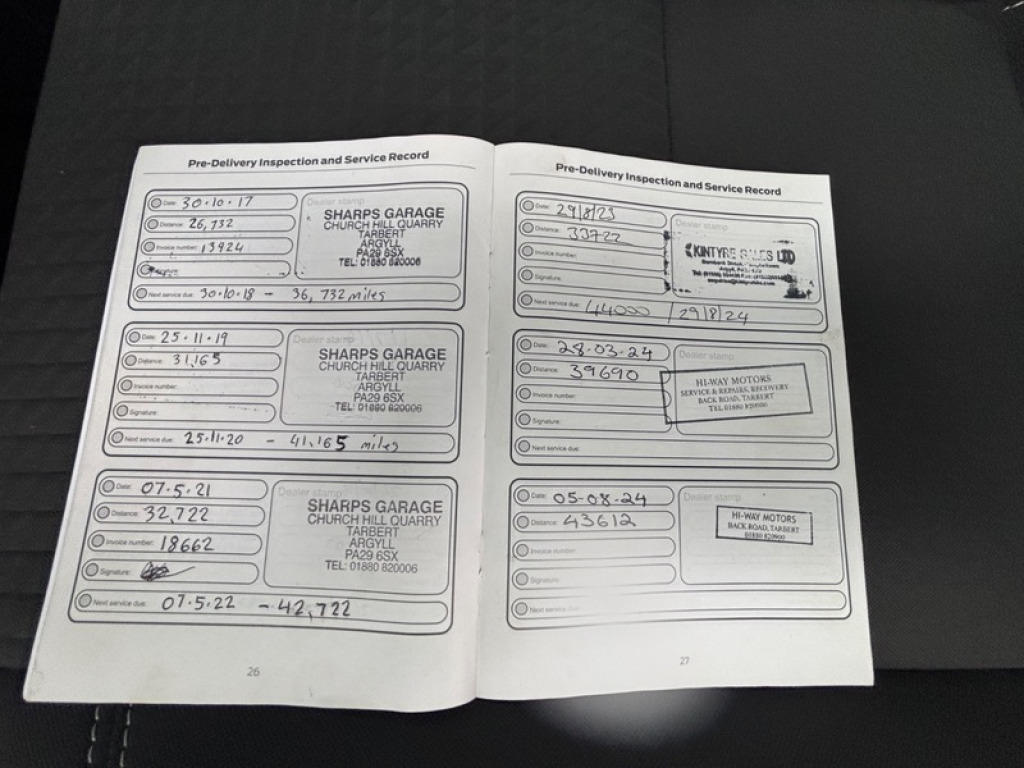 Pre-Delivery Inspection and Service Record
Date: 30.10.17
Distance: 26,732
Invoice number: 13924
Dealer stamp
SHARPS GARAGE
CHURCH HILL QUARRY
TARBERT
ARGYLL
PA29 6SX
TEL: 01880 820006
Next service due: 30.10.18 - 36,732 miles
Date: 25.11.19
Distance: 31,165
Invoice number:
Signature:
Dealer stamp
SHARPS GARAGE
CHURCH HILL QUARRY
TARBERT
ARGYLL
PA29 6SX
TEL: 01880 820006
Next service due: 25.11.20 - 41,165 miles
Date: 07.5.21
Distance: 32,722
Invoice number: 18662
Signature:
Dealer stamp
SHARPS GARAGE
CHURCH HILL QUARRY
TARBERT
ARGYLL
PA29 6SX
TEL: 01880 820006
Next service due: 07.5.22 - 42,722
26
Pre-Delivery Inspection and Service Record
Date: 29/8/23
Distance: 33722
Invoice number:
Signature:
Dealer stamp
KINTYRE SALES LTD
Next service due: 44000 / 29/8/24
Date: 28.03.24
Distance: 39690
Invoice number:
Signature:
Dealer stamp
HI-WAY MOTORS
SERVICE & REPAIRS, RECOVERY
BACK ROAD, TARBERT
TEL 01880 820900
Next service due:
Date: 05-08-24
Distance: 43612
Invoice number:
Signature:
Dealer stamp
HI-WAY MOTORS
BACK ROAD, TARBERT
01880 820900
Next service due:
27